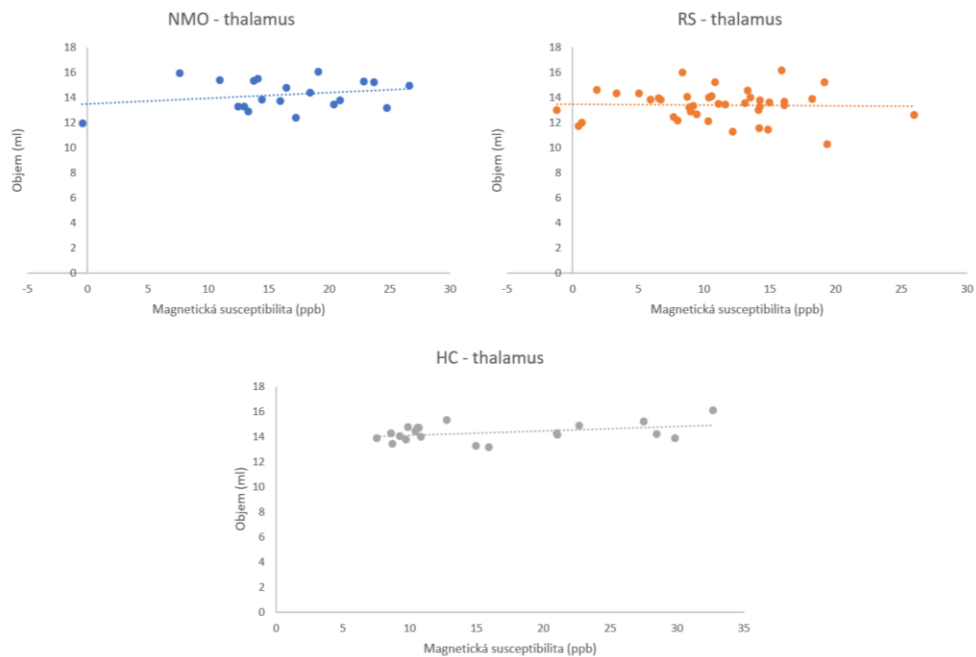 NMO - thalamus
18
16
14
12
10
8
6
4
2
0
Objem (ml)
-5 0 5 10 15 20 25 30
Magnetická susceptibilita (ppb)
RS - thalamus
18
16
14
12
10
8
6
4
2
0
Objem (ml)
-5 0 5 10 15 20 25 30
Magnetická susceptibilita (ppb)
HC - thalamus
18
16
14
12
10
8
6
4
2
0
Objem (ml)
0 5 10 15 20 25 30 35
Magnetická susceptibilita (ppb)